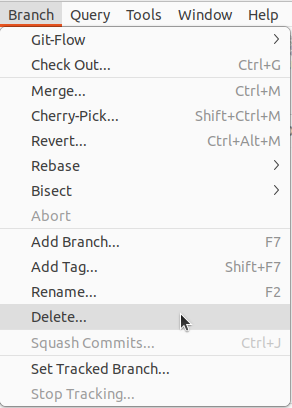 Branch Query Tools Window Help
Git-Flow
Check Out... Ctrl+G
Merge... Ctrl+M
Cherry-Pick... Shift+Ctrl+M
Revert... Ctrl+Alt+M
Rebase
Bisect
Abort
Add Branch... F7
Add Tag... Shift+F7
Rename... F2
Delete...
Squash Commits... Ctrl+J
Set Tracked Branch...
Stop Tracking...